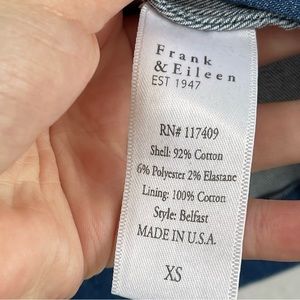 Frank
& Eileen
EST 1947
RN# 117409
Shell: 92% Cotton
6% Polyester 2% Elastane
Lining: 100% Cotton
Style: Belfast
MADE IN U.S.A.
XS